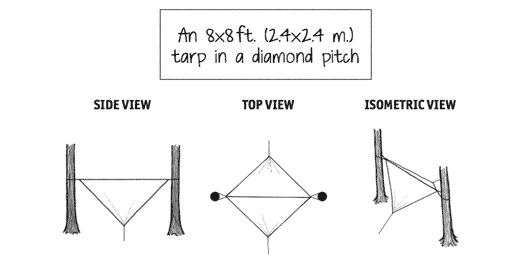 An 8x8 ft. (2.4x2.4 m.)
tarp in a diamond pitch
SIDE VIEW
TOP VIEW
ISOMETRIC VIEW